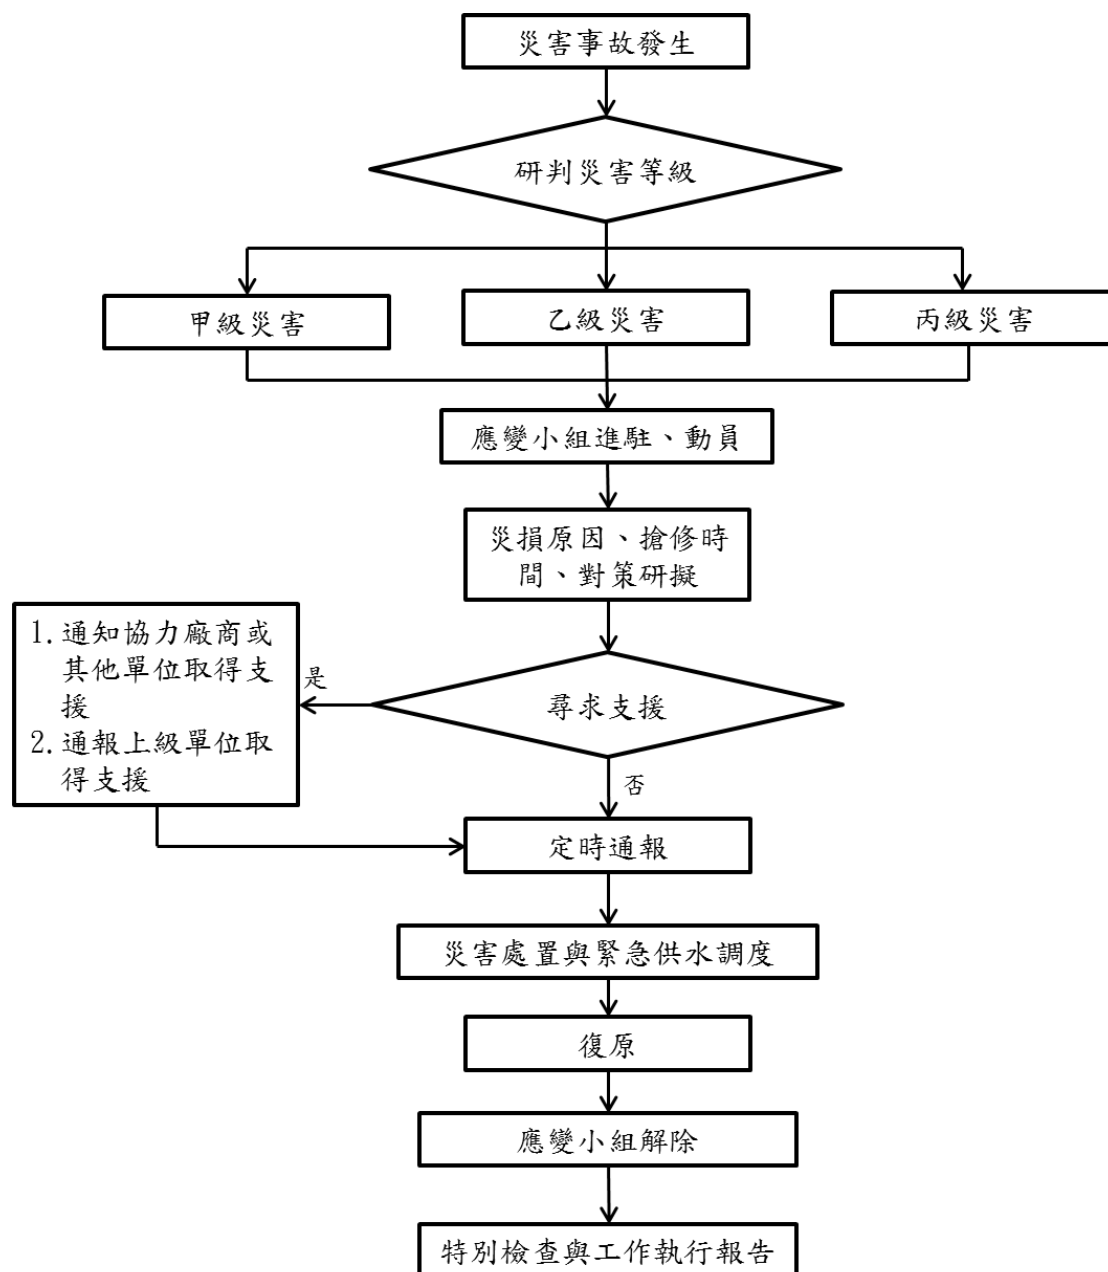 災害事故發生
研判災害等級
甲級災害
乙級災害
丙級災害
應變小組進駐、動員
災損原因、搶修時
間、對策研擬
1.通知協力廠商或
其他單位取得支
援
2.通報上級單位取
得支援
是
尋求支援
否
定時通報
災害處置與緊急供水調度
復原
應變小組解除
特別檢查與工作執行報告